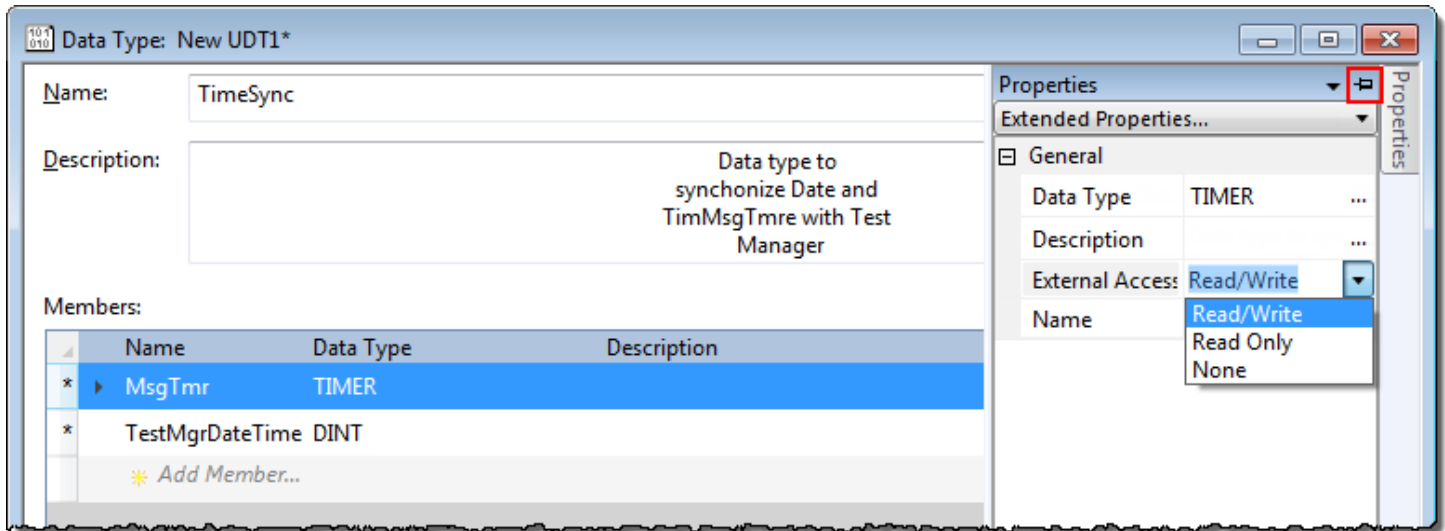 Data Type: New UDT1*
Name:
TimeSync
Description:
Data type to
synchonize Date and
TimMsgTmre with Test
Manager
Members:
Name Data Type Description
* MsgTmr TIMER
* TestMgrDateTime DINT
Add Member...
Properties
Extended Properties...
General
Data Type TIMER ...
Description ...
External Access Read/Write
Name
Read/Write
Read Only
None
Properties